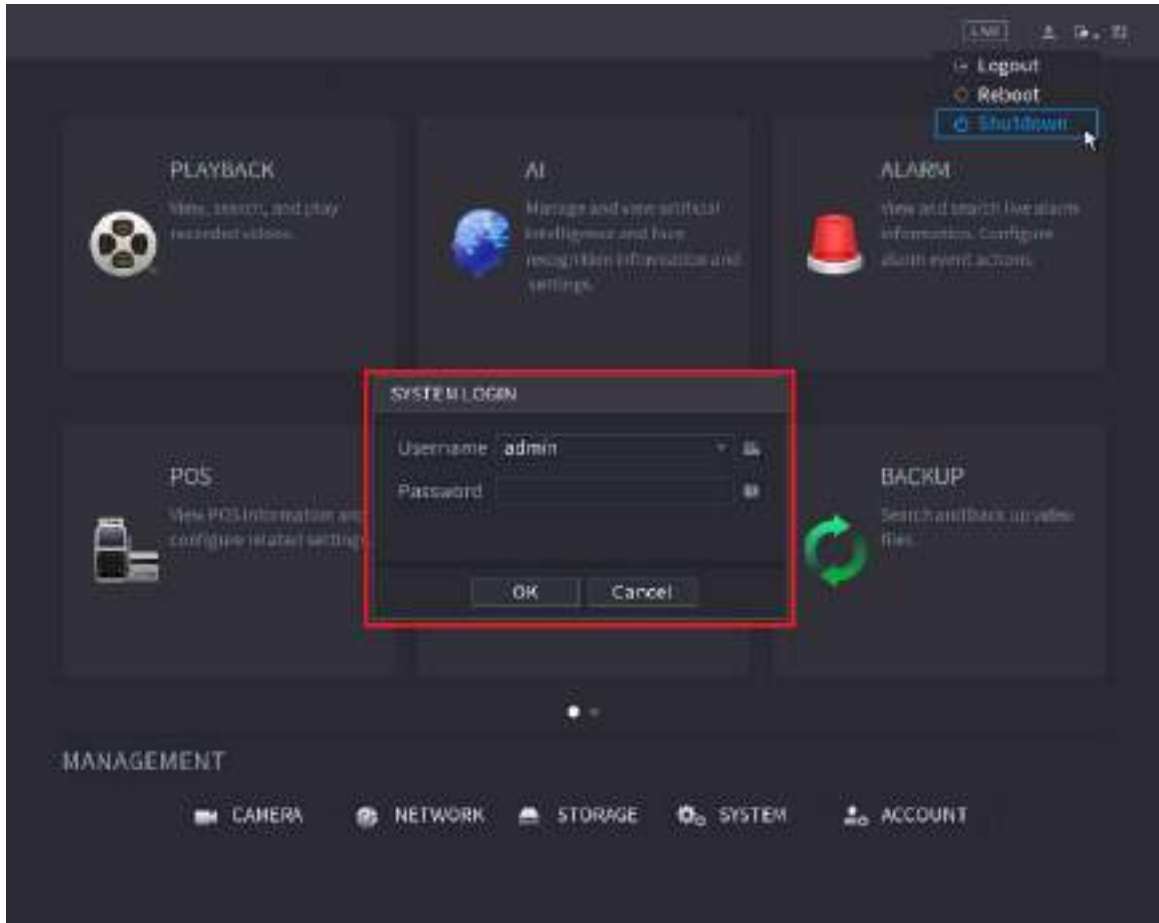 LIVE
Logout
Reboot
Shutdown
PLAYBACK
View, search, and play
recorded videos.
AI
Manage and view artificial
intelligence and face
recognition information and
settings.
ALARM
View and search live alarm
information. Configure
alarm event actions.
SYSTEM LOGIN
Username admin
Password
OK Cancel
POS
View POS information and
configure related settings.
BACKUP
Search and back up video
files.
MANAGEMENT
CAMERA NETWORK STORAGE SYSTEM ACCOUNT